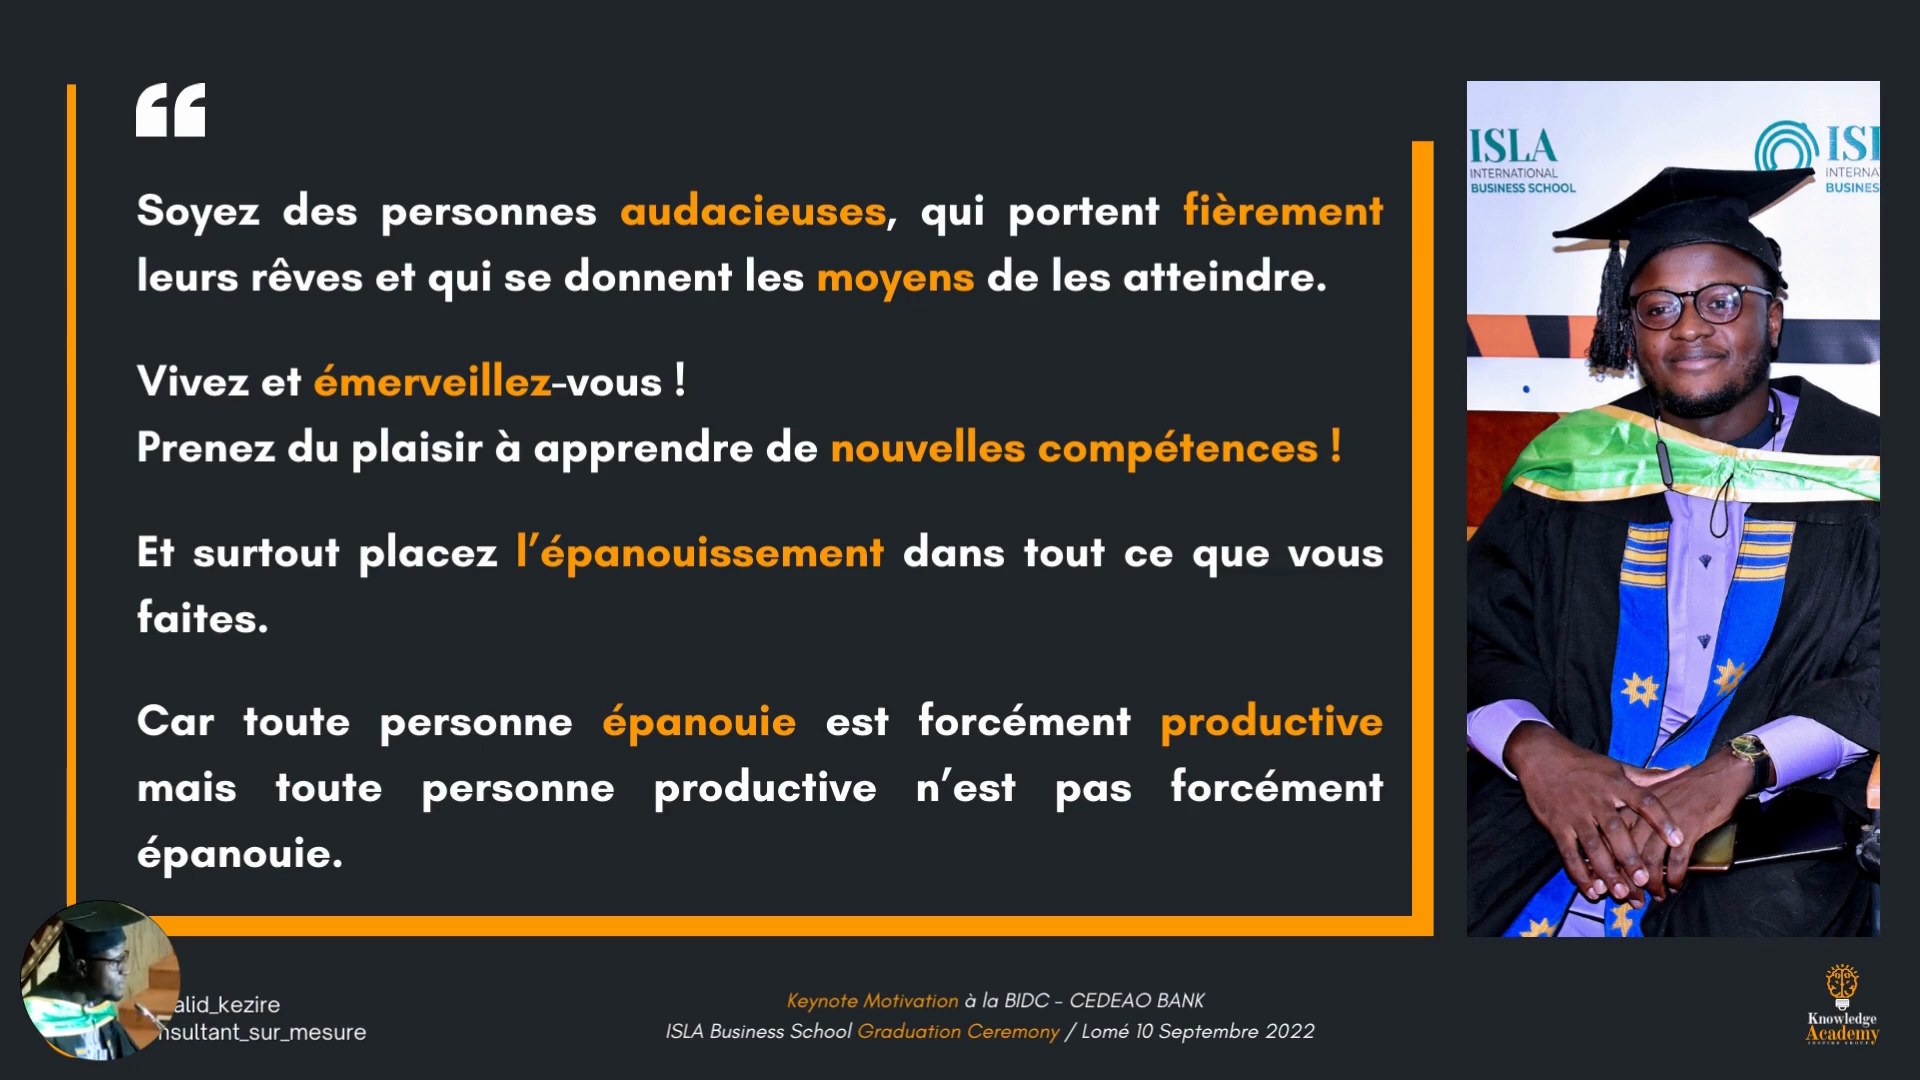 “
Soyez des personnes audacieuses, qui portent fièrement
leurs rêves et qui se donnent les moyens de les atteindre.
Vivez et émerveillez-vous !
Prenez du plaisir à apprendre de nouvelles compétences !
Et surtout placez l’épanouissement dans tout ce que vous
faites.
Car toute personne épanouie est forcément productive
mais toute personne productive n’est pas forcément
épanouie.
ISLA
INTERNATIONAL
BUSINESS SCHOOL
ISL
INTERNA
BUSINES
alid_kezire
nsultant_sur_mesure
Keynote Motivation à la BIDC - CEDEAO BANK
ISLA Business School Graduation Ceremony / Lomé 10 Septembre 2022
Knowledge
Academy